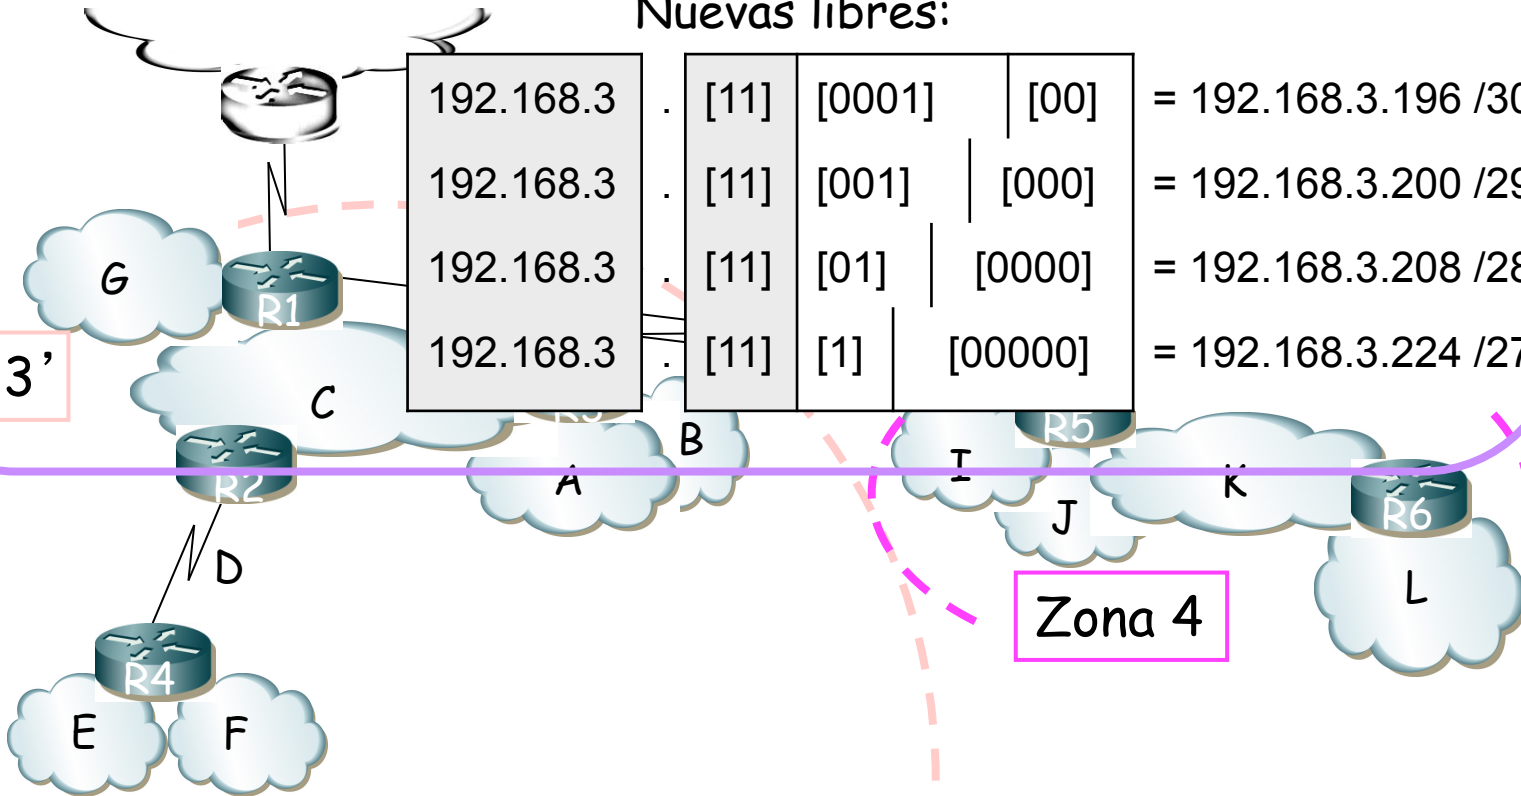 Nuevas libres:
192.168.3 . [11] [0001] [00] = 192.168.3.196 /30
192.168.3 . [11] [001] [000] = 192.168.3.200 /29
192.168.3 . [11] [01] [0000] = 192.168.3.208 /28
192.168.3 . [11] [1] [00000] = 192.168.3.224 /27
G
R1
3’
C
R3
B
R5
A
I
K
R2
J
R6
D
L
Zona 4
R4
E
F